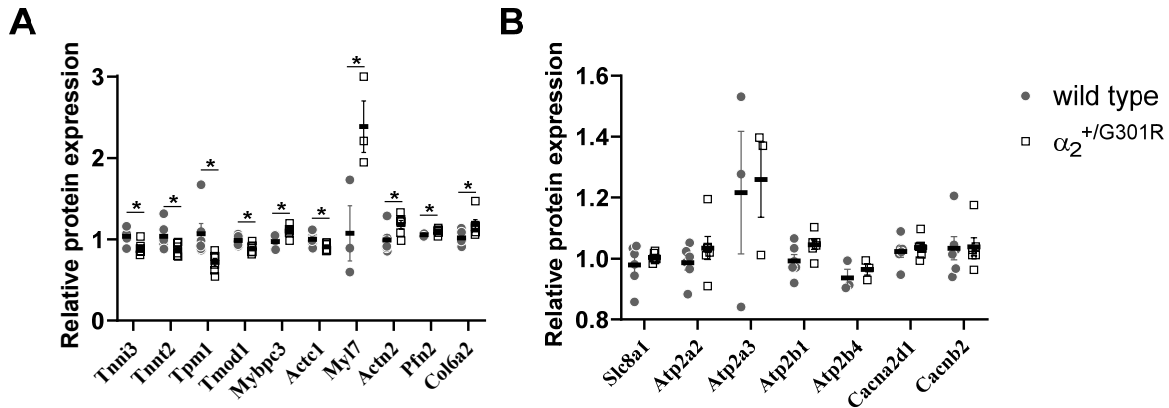 A
Relative protein expression
3
2
1
0
* * * * * * * * * *
Tnni3
Tnnt2
Tpm1
Tmod1
Mybpc3
Actc1
Myl7
Actn2
Pfn2
Col6a2
B
Relative protein expression
1.6
1.4
1.2
1.0
0.8
Slc8a1
Atp2a2
Atp2a3
Atp2b1
Atp2b4
Cacna2d1
Cacnb2
wild type
α₂⁺/G301R